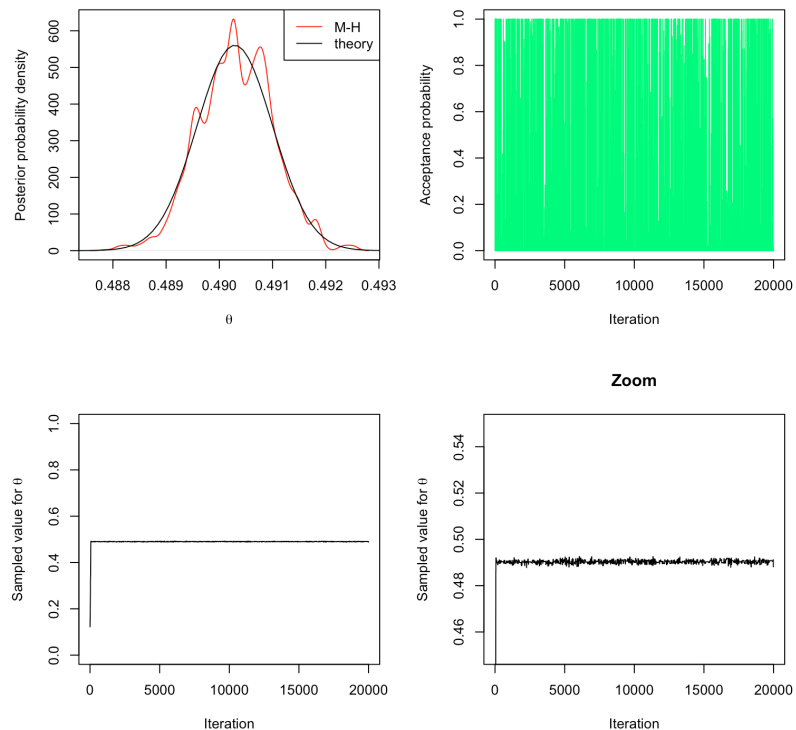 M-H
theory
Posterior probability density
0 100 200 300 400 500 600
0.488 0.489 0.490 0.491 0.492 0.493
θ
Acceptance probability
0.0 0.2 0.4 0.6 0.8 1.0
0 5000 10000 15000 20000
Iteration
Sampled value for θ
0.0 0.2 0.4 0.6 0.8 1.0
0 5000 10000 15000 20000
Iteration
Zoom
Sampled value for θ
0.46 0.48 0.50 0.52 0.54
0 5000 10000 15000 20000
Iteration